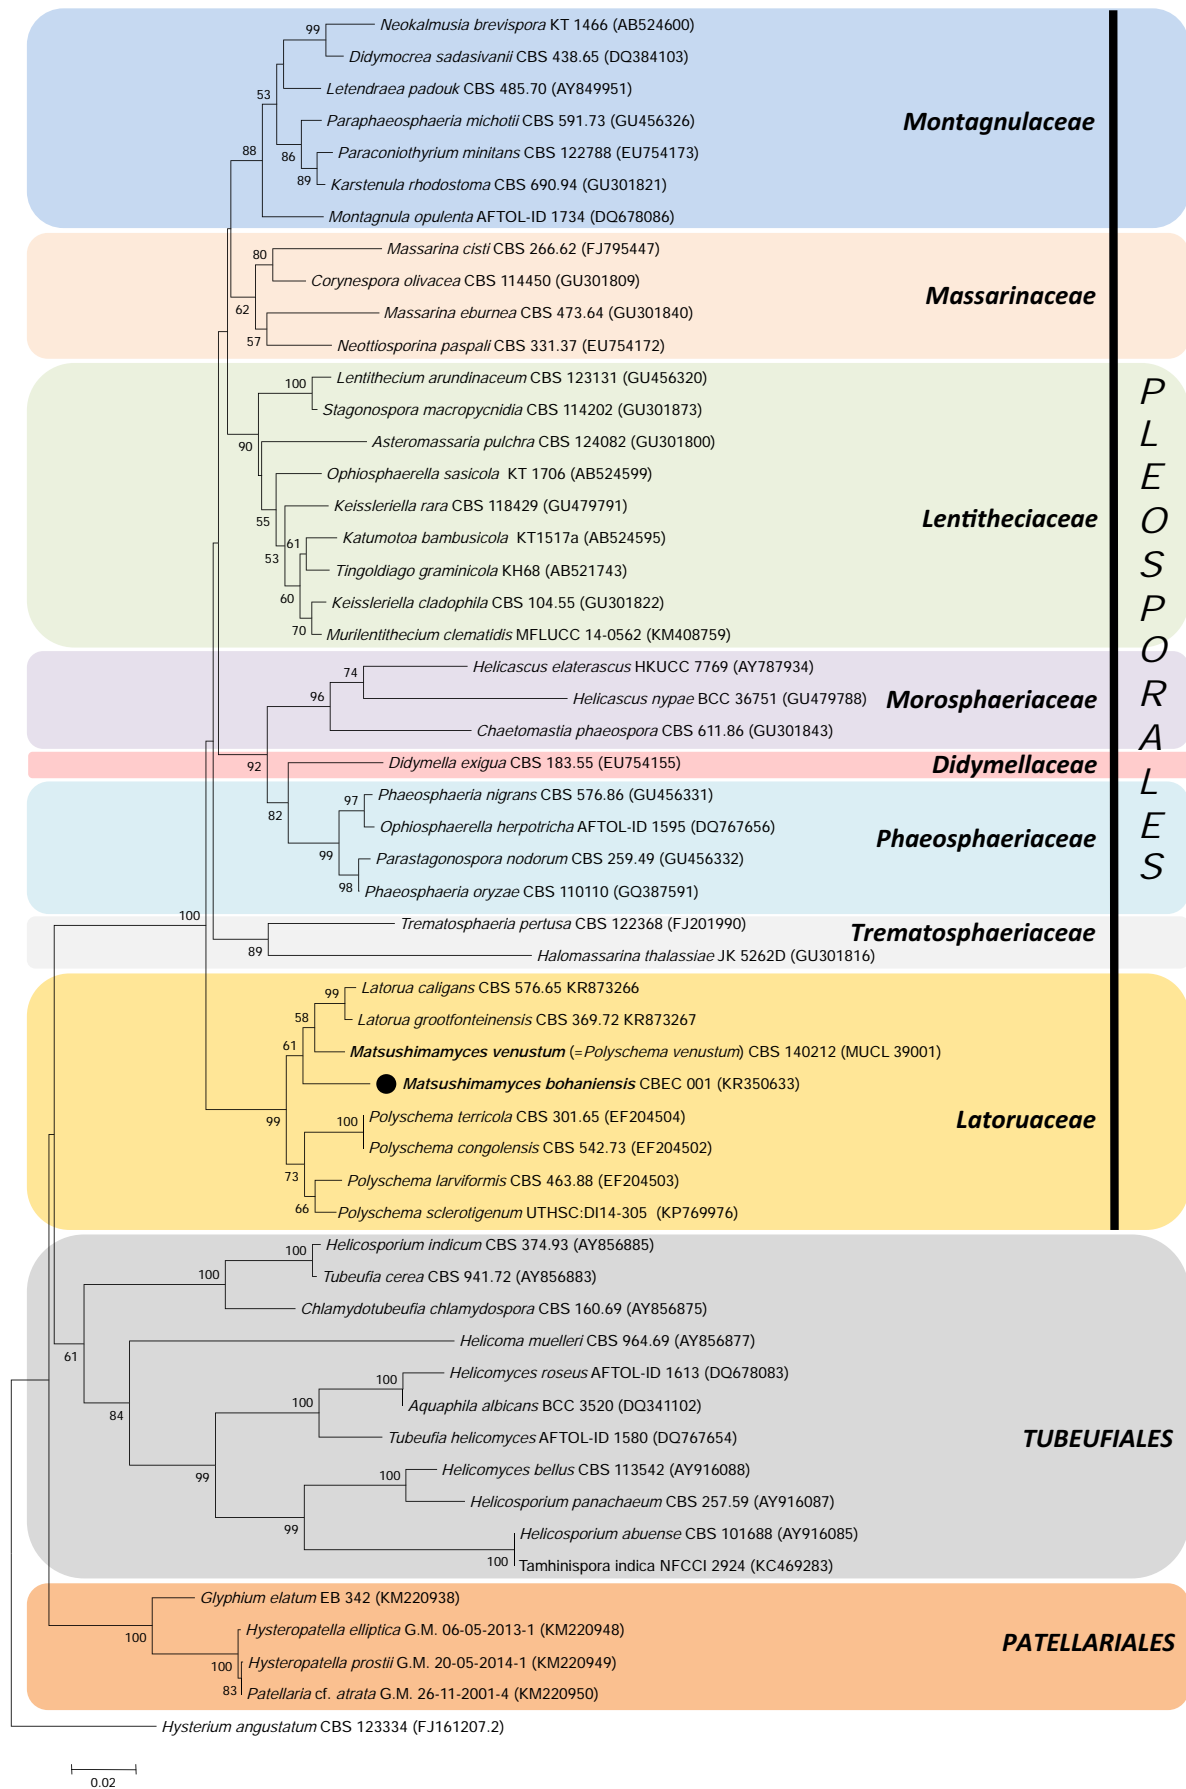 Neokalmusia brevispora KT 1466 (AB524600)
99
Didymocrea sadasivanii CBS 438.65 (DQ384103)
Letendraea padouk CBS 485.70 (AY849951)
53
Paraphaeosphaeria michotii CBS 591.73 (GU456326)
Montagnulaceae
88
86
Paraconiothyrium minitans CBS 122788 (EU754173)
89
Karstenula rhodostoma CBS 690.94 (GU301821)
Montagnula opulenta AFTOL-ID 1734 (DQ678086)
80
Massarina cisti CBS 266.62 (FJ795447)
Corynespora olivacea CBS 114450 (GU301809)
Massarinaceae
62
Massarina eburnea CBS 473.64 (GU301840)
57
Neottiosporina paspali CBS 331.37 (EU754172)
100
Lentithecium arundinaceum CBS 123131 (GU456320)
Stagonospora macropycnidia CBS 114202 (GU301873)
90
Asteromassaria pulchra CBS 124082 (GU301800)
Ophiosphaerella sasicola KT 1706 (AB524599)
Keissleriella rara CBS 118429 (GU479791)
55
Lentitheciaceae
61
Katumotoa bambusicola KT1517a (AB524595)
53
Tingoldiago graminicola KH68 (AB521743)
60
Keissleriella cladophila CBS 104.55 (GU301822)
70
Murilentithecium clematidis MFLUCC 14-0562 (KM408759)
PLEOSPORALES
74
Helicascus elaterascus HKUCC 7769 (AY787934)
96
Helicascus nypae BCC 36751 (GU479788)
Morosphaeriaceae
Chaetomastia phaeospora CBS 611.86 (GU301843)
92
Didymella exigua CBS 183.55 (EU754155)
Didymellaceae
97
Phaeosphaeria nigrans CBS 576.86 (GU456331)
82
Ophiosphaerella herpotricha AFTOL-ID 1595 (DQ767656)
Phaeosphaeriaceae
99
Parastagonospora nodorum CBS 259.49 (GU456332)
98
Phaeosphaeria oryzae CBS 110110 (GQ387591)
100
Trematosphaeria pertusa CBS 122368 (FJ201990)
Trematosphaeriaceae
89
Halomassarina thalassiae JK 5262D (GU301816)
99
Latorua caligans CBS 576.65 KR873266
58
Latorua grootfonteinensis CBS 369.72 KR873267
61
Matsushimamyces venustum (=Polyschema venustum) CBS 140212 (MUCL 39001)
Matsushimamyces bohaniensis CBEC 001 (KR350633)
99
100
Polyschema terricola CBS 301.65 (EF204504)
Latoruaceae
Polyschema congolensis CBS 542.73 (EF204502)
73
Polyschema larviformis CBS 463.88 (EF204503)
66
Polyschema sclerotigenum UTHSC:DI14-305 (KP769976)
100
Helicosporium indicum CBS 374.93 (AY856885)
100
Tubeufia cerea CBS 941.72 (AY856883)
Chlamydotubeufia chlamydospora CBS 160.69 (AY856875)
61
Helicoma muelleri CBS 964.69 (AY856877)
Helicomyces roseus AFTOL-ID 1613 (DQ678083)
100
100
Aquaphila albicans BCC 3520 (DQ341102)
84
Tubeufia helicomyces AFTOL-ID 1580 (DQ767654)
TUBEUFIALES
99
100
Helicomyces bellus CBS 113542 (AY916088)
Helicosporium panachaeum CBS 257.59 (AY916087)
99
Helicosporium abuense CBS 101688 (AY916085)
100
Tamhinispora indica NFCCI 2924 (KC469283)
Glyphium elatum EB 342 (KM220938)
100
Hysteropatella elliptica G.M. 06-05-2013-1 (KM220948)
PATELLARIALES
100
Hysteropatella prostii G.M. 20-05-2014-1 (KM220949)
83
Patellaria cf. atrata G.M. 26-11-2001-4 (KM220950)
Hysterium angustatum CBS 123334 (FJ161207.2)
0.02